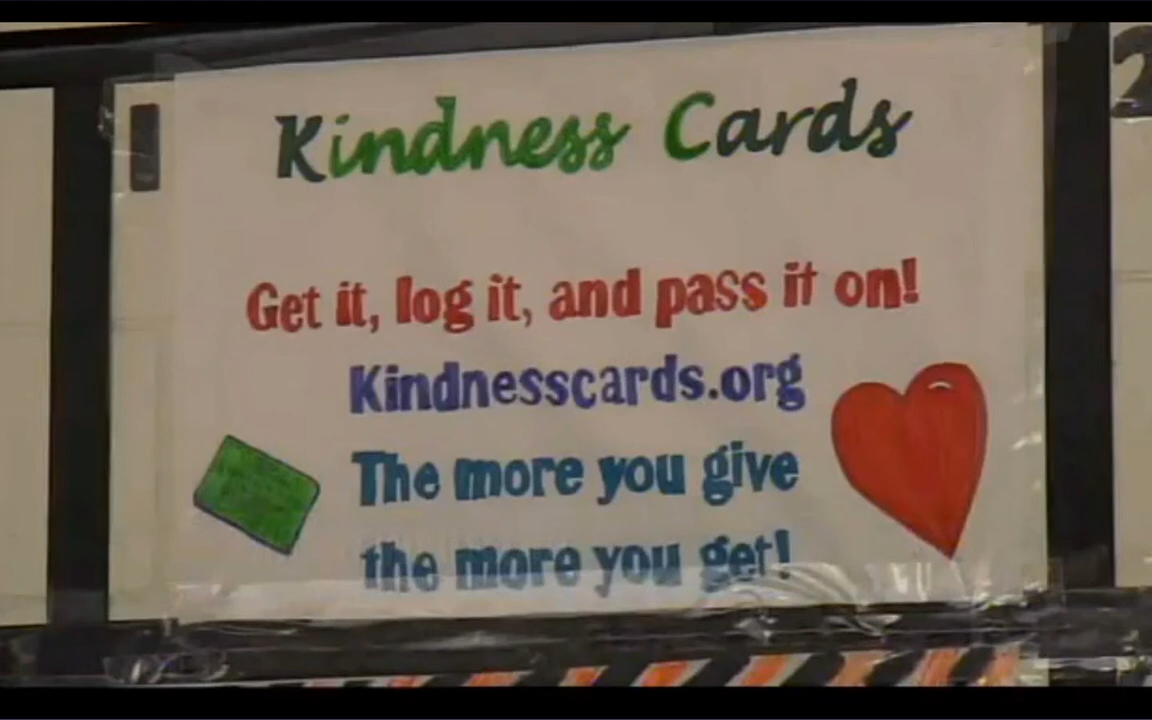 Kindness Cards
Get it, log it, and pass it on!
Kindnesscards.org
The more you give
the more you get!
2